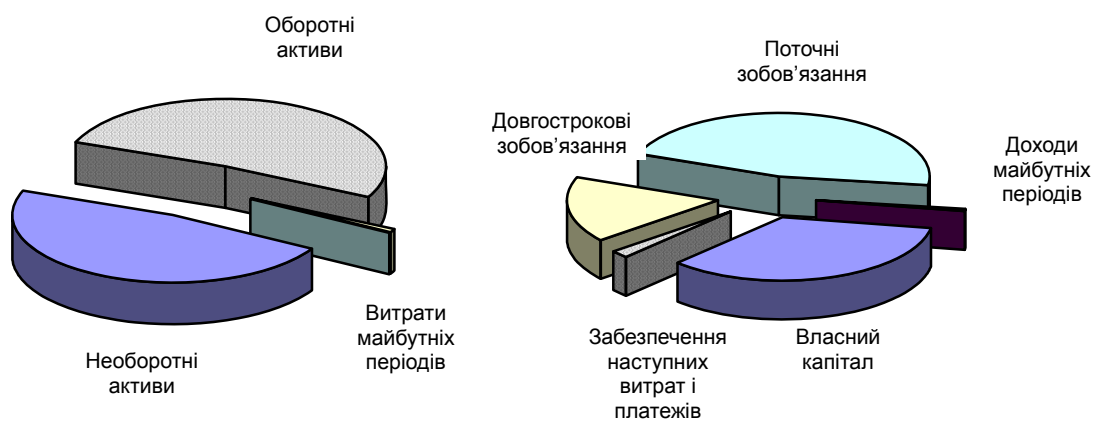 Оборотні
активи
Необоротні
активи
Витрати
майбутніх
періодів
Поточні
зобов’язання
Довгострокові
зобов’язання
Доходи
майбутніх
періодів
Забезпечення
наступних
витрат і
платежів
Власний
капітал